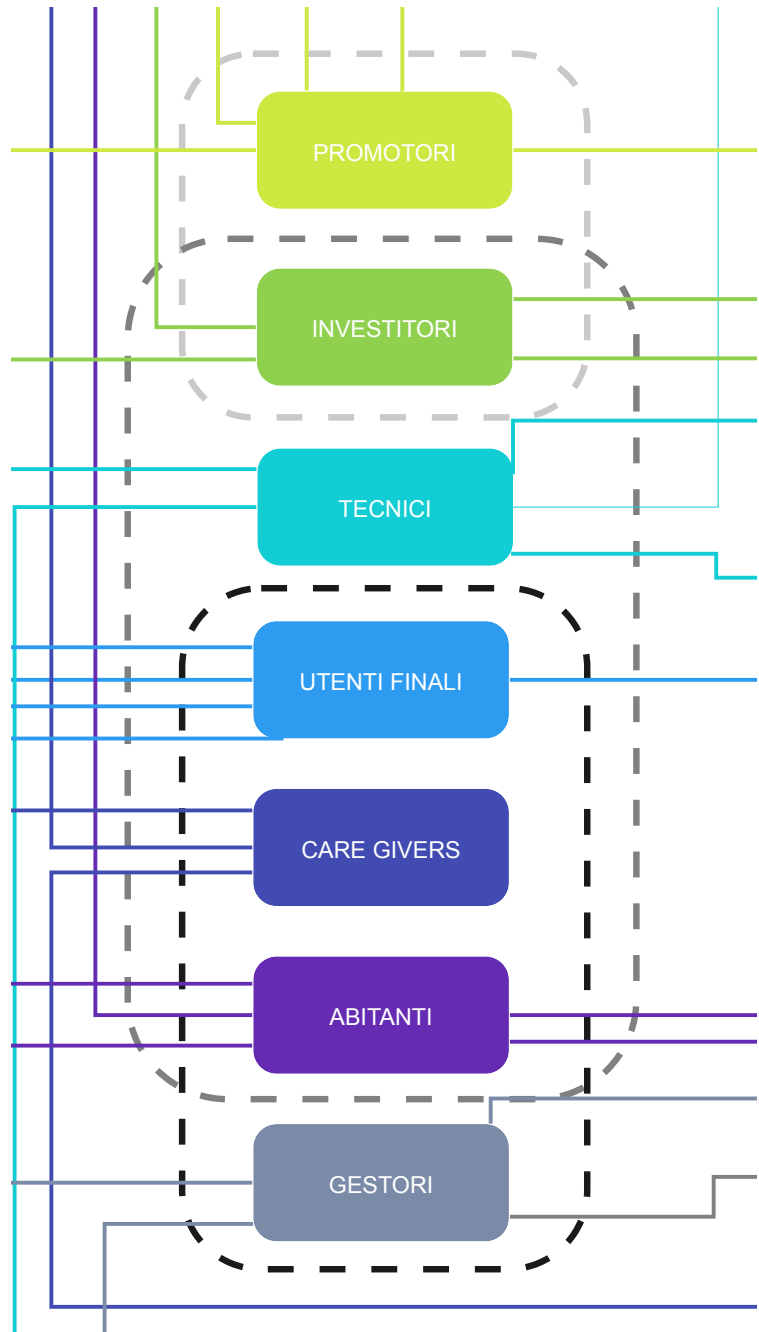 PROMOTORI
INVESTITORI
TECNICI
UTENTI FINALI
CARE GIVERS
ABITANTI
GESTORI